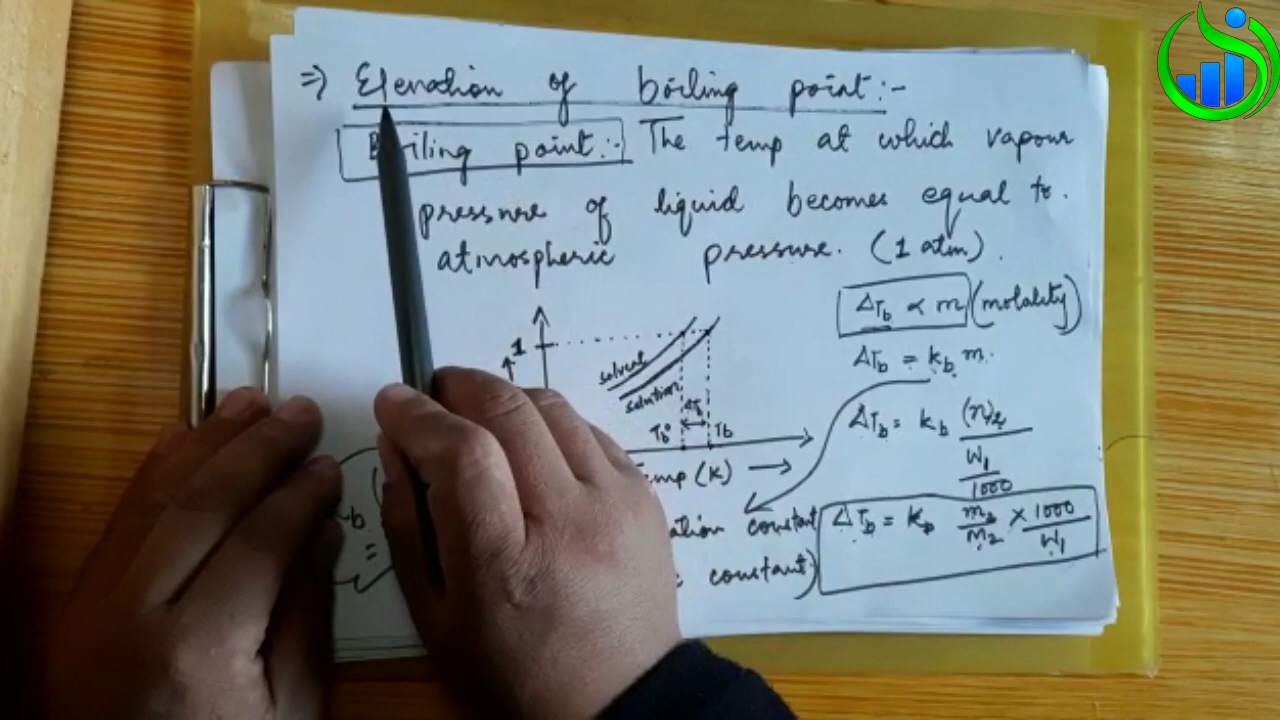 ⇒ Elevation of boiling point :-
Boiling point :- The temp at which vapour
pressure of liquid becomes equal to
atmospheric pressure. (1 atm).
ΔTb ∝ m (molality)
ΔTb = kb m.
1
solvent
solution
ΔTb
Tb° Tb
Temp (K) →
ΔTb = kb (n)2
W1
1000
ation constant
constant)
ΔTb = kb m2/M2 × 1000/W1
b
=